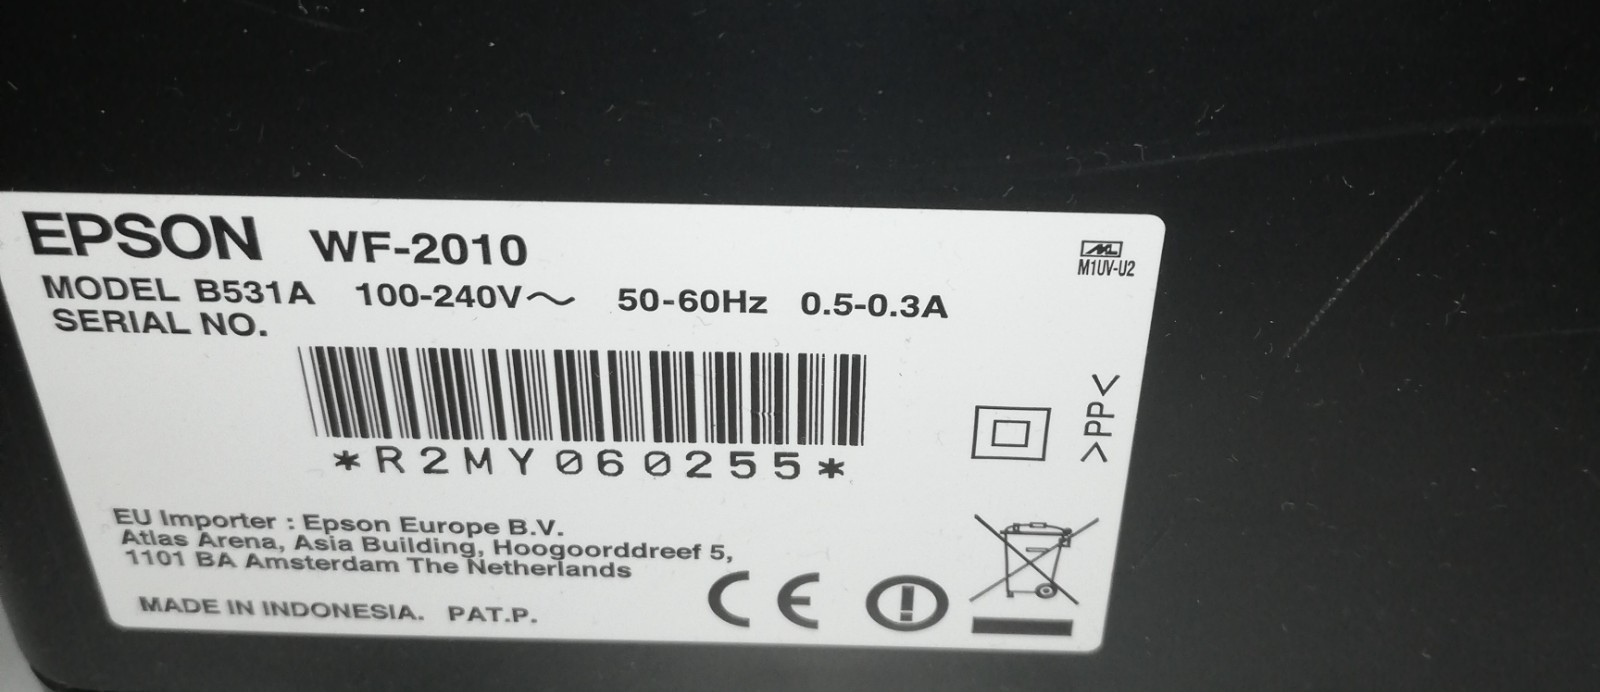 EPSON WF-2010
M1UV-U2
MODEL B531A 100-240V～ 50-60Hz 0.5-0.3A
SERIAL NO.
*R2MY060255*
>PP<
EU Importer : Epson Europe B.V.
Atlas Arena, Asia Building, Hoogoorddreef 5,
1101 BA Amsterdam The Netherlands
MADE IN INDONESIA. PAT.P.
CE